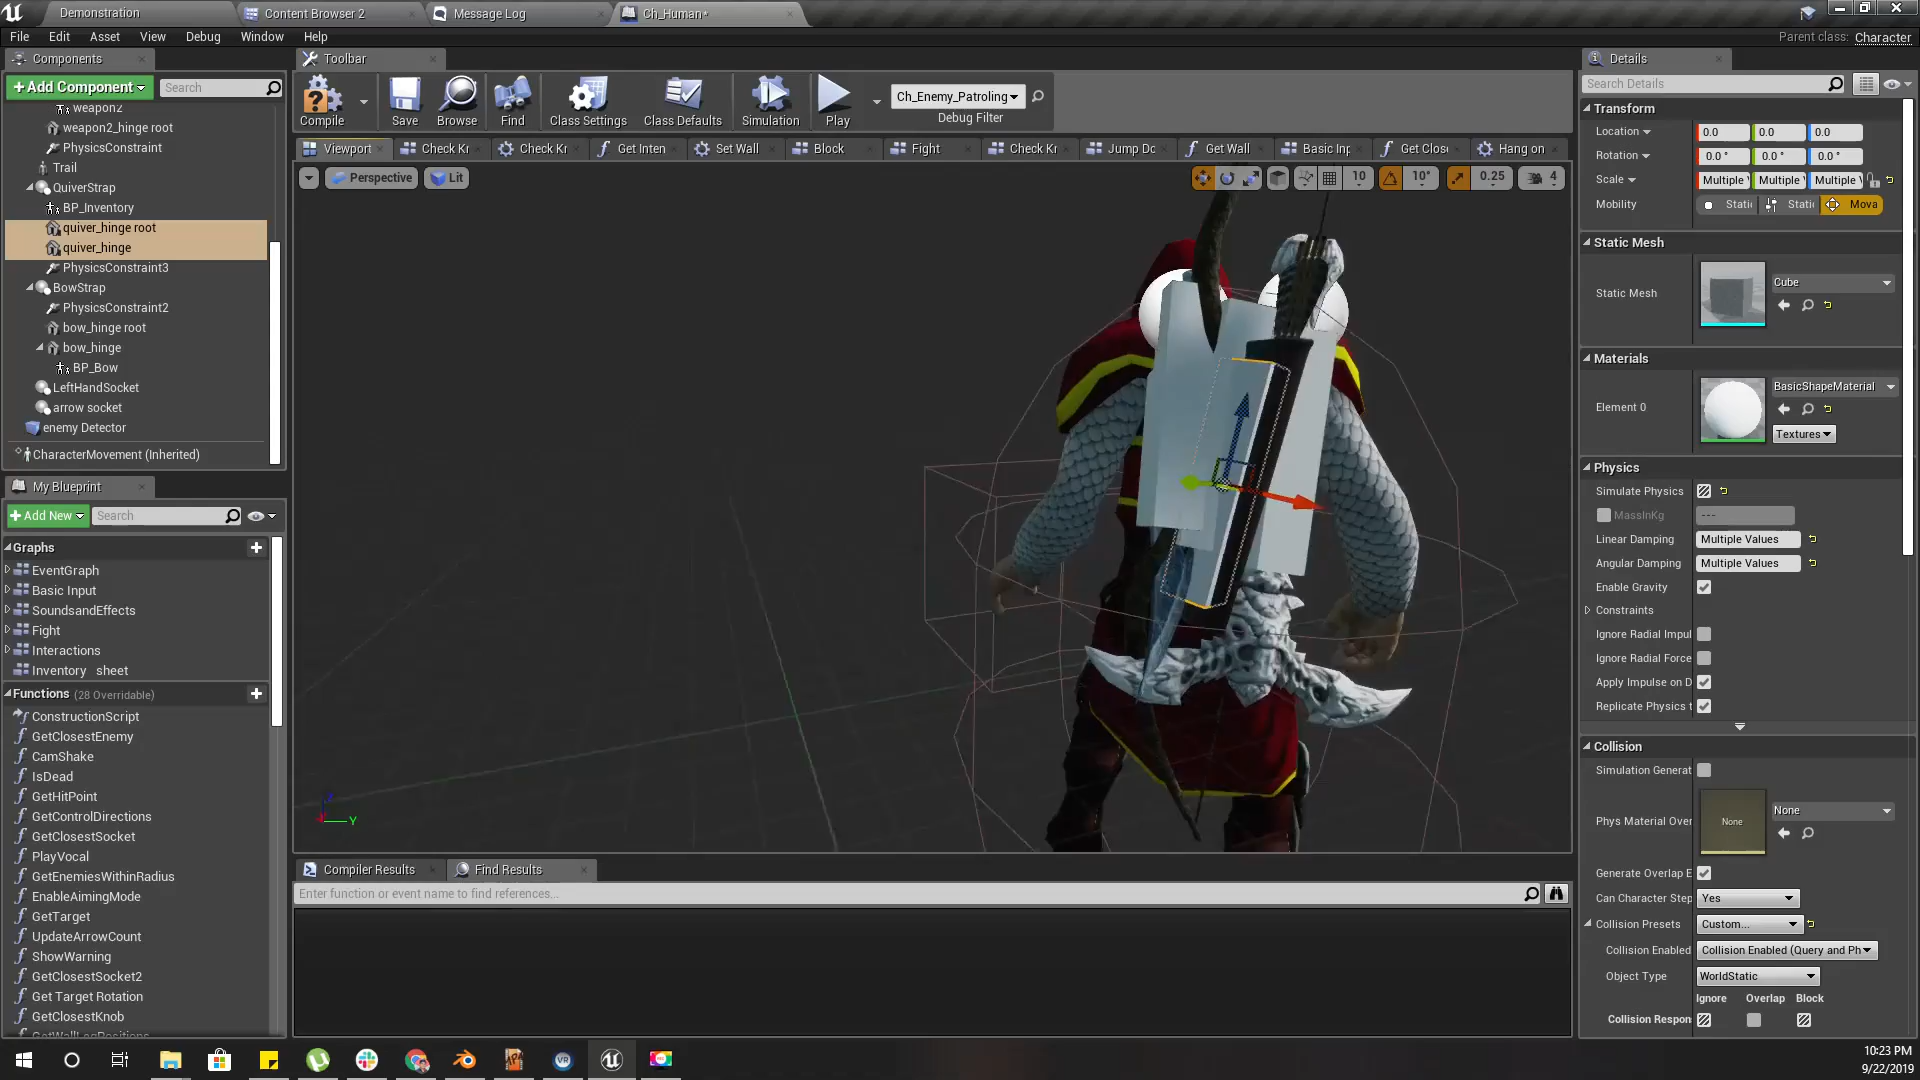 Demonstration
Content Browser 2
Message Log
Ch_Human*
File Edit Asset View Debug Window Help
Parent class: Character
Components
Toolbar
Details
+Add Component
Search
Search Details
Compile Save Browse Find Class Settings Class Defaults Simulation Play
Ch_Enemy_Patroling
Debug Filter
weapon2
weapon2_hinge root
PhysicsConstraint
Trail
QuiverStrap
BP_Inventory
quiver_hinge root
quiver_hinge
PhysicsConstraint3
BowStrap
PhysicsConstraint2
bow_hinge root
bow_hinge
BP_Bow
LeftHandSocket
arrow socket
enemy Detector
CharacterMovement (Inherited)
Viewport Check Kr Check Kr Get Inten Set Wall Block Fight Check Kr Jump Do Get Wall Basic Inp Get Close Hang on
Perspective Lit
10 10° 0.25 4
Y
My Blueprint
+Add New
Search
Graphs
EventGraph
Basic Input
SoundsandEffects
Fight
Interactions
Inventory sheet
Functions (28 Overridable)
ConstructionScript
GetClosestEnemy
CamShake
IsDead
GetHitPoint
GetControlDirections
GetClosestSocket
PlayVocal
GetEnemiesWithinRadius
EnableAimingMode
GetTarget
UpdateArrowCount
ShowWarning
GetClosestSocket2
Get Target Rotation
GetClosestKnob
GetWallLegPositions
Compiler Results
Find Results
Enter function or event name to find references...
Transform
Location 0.0 0.0 0.0
Rotation 0.0 ° 0.0 ° 0.0 °
Scale Multiple V Multiple V Multiple V
Mobility Static Static Mova
Static Mesh
Static Mesh
Cube
Materials
Element 0
BasicShapeMaterial
Textures
Physics
Simulate Physics
MassInKg ---
Linear Damping Multiple Values
Angular Damping Multiple Values
Enable Gravity
Constraints
Ignore Radial Impul
Ignore Radial Force
Apply Impulse on D
Replicate Physics t
Collision
Simulation Generat
Phys Material Over
None
None
Generate Overlap E
Can Character Step Yes
Collision Presets Custom...
Collision Enabled Collision Enabled (Query and Ph
Object Type WorldStatic
Ignore Overlap Block
Collision Respon
10:23 PM
9/22/2019